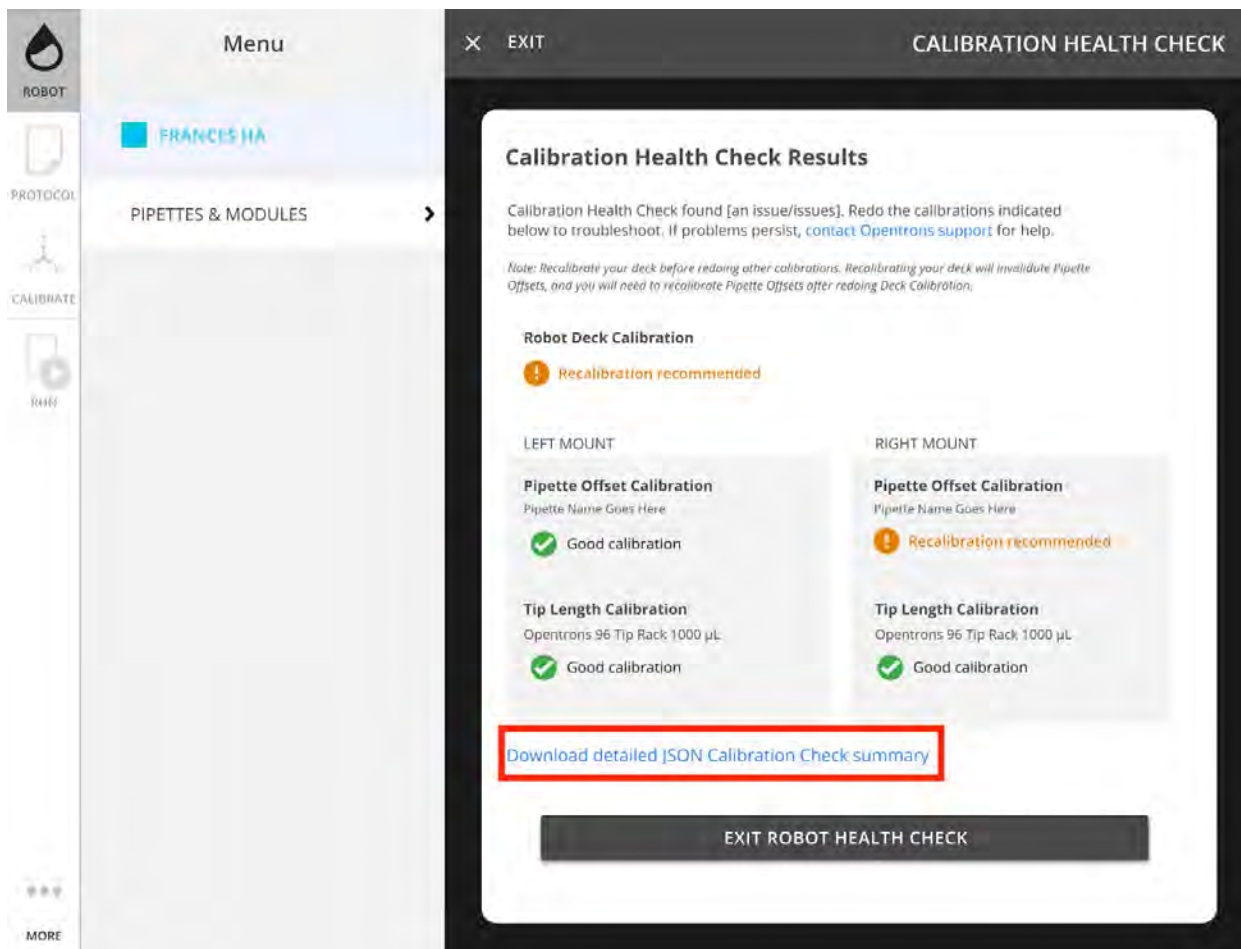 ROBOT
PROTOCOL
CALIBRATE
RUN
MORE
Menu
FRANCES HA
PIPETTES & MODULES
EXIT
CALIBRATION HEALTH CHECK
Calibration Health Check Results
Calibration Health Check found [an issue/issues]. Redo the calibrations indicated
below to troubleshoot. If problems persist, contact Opentrons support for help.
Note: Recalibrate your deck before redoing other calibrations. Recalibrating your deck will invalidate Pipette
Offsets, and you will need to recalibrate Pipette Offsets after redoing Deck Calibration.
Robot Deck Calibration
Recalibration recommended
LEFT MOUNT
Pipette Offset Calibration
Pipette Name Goes Here
Good calibration
Tip Length Calibration
Opentrons 96 Tip Rack 1000 µL
Good calibration
RIGHT MOUNT
Pipette Offset Calibration
Pipette Name Goes Here
Recalibration recommended
Tip Length Calibration
Opentrons 96 Tip Rack 1000 µL
Good calibration
Download detailed JSON Calibration Check summary
EXIT ROBOT HEALTH CHECK